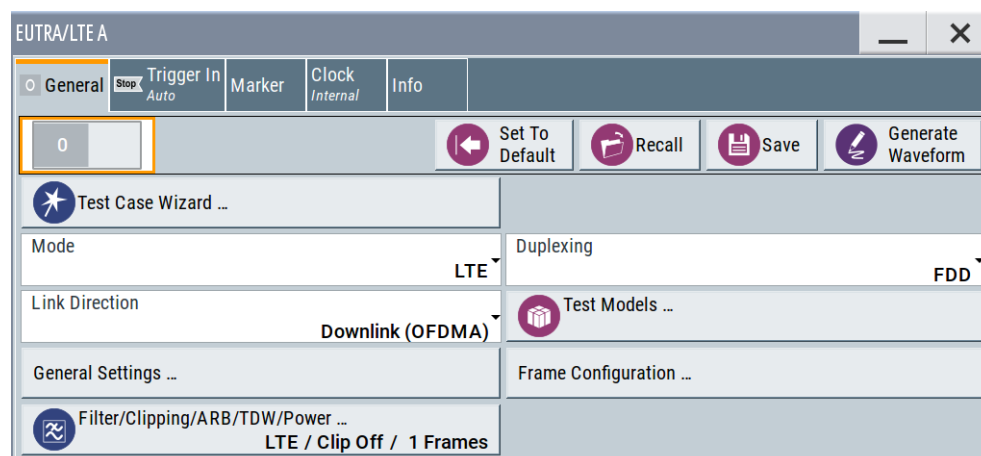 EUTRA/LTE A
0 General
Stop Trigger In
Auto
Marker
Clock
Internal
Info
0
Set To
Default
Recall
Save
Generate
Waveform
Test Case Wizard ...
Mode
LTE
Duplexing
FDD
Link Direction
Downlink (OFDMA)
Test Models ...
General Settings ...
Frame Configuration ...
Filter/Clipping/ARB/TDW/Power ...
LTE / Clip Off / 1 Frames